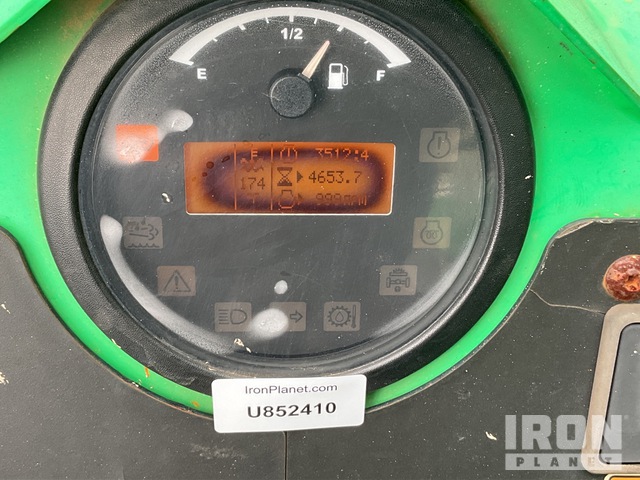 1/2
E F
3512:4
174 4653.7
IronPlanet.com
U852410
IRON
PLANET